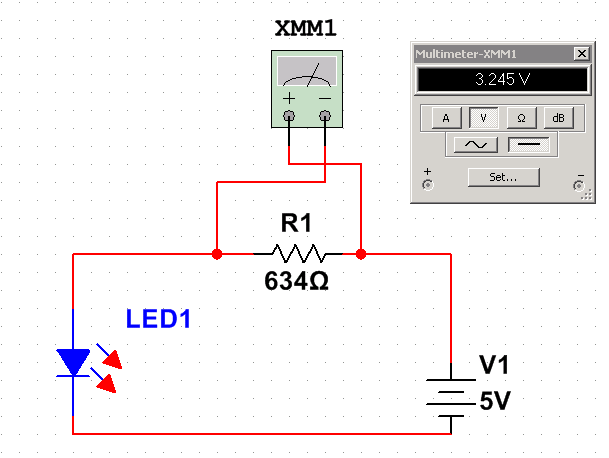 XMM1
Multimeter-XMM1
3.245 V
A V Ω dB
+ −
Set...
+ −
R1
634Ω
LED1
V1
5V